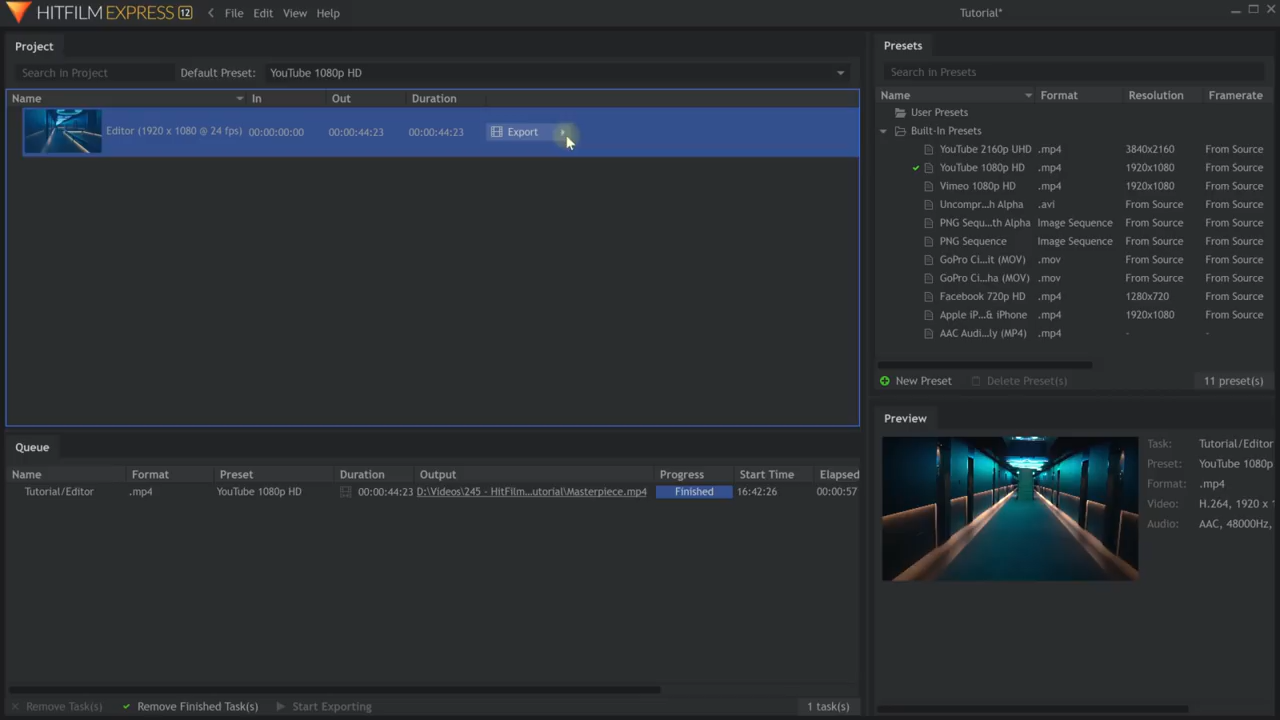 HITFILM EXPRESS 12 File Edit View Help Tutorial*
Project
Search in Project Default Preset: YouTube 1080p HD
Name In Out Duration
Editor (1920 x 1080 @ 24 fps) 00:00:00:00 00:00:44:23 00:00:44:23 Export
Presets
Search in Presets
Name Format Resolution Framerate
User Presets
Built-In Presets
YouTube 2160p UHD .mp4 3840x2160 From Source
YouTube 1080p HD .mp4 1920x1080 From Source
Vimeo 1080p HD .mp4 1920x1080 From Source
Uncompr...h Alpha .avi From Source From Source
PNG Sequ...th Alpha Image Sequence From Source From Source
PNG Sequence Image Sequence From Source From Source
GoPro Ci...it (MOV) .mov From Source From Source
GoPro Ci...ha (MOV) .mov From Source From Source
Facebook 720p HD .mp4 1280x720 From Source
Apple iP...& iPhone .mp4 1920x1080 From Source
AAC Audi...ly (MP4) .mp4 - -
New Preset Delete Preset(s) 11 preset(s)
Queue
Name Format Preset Duration Output Progress Start Time Elapsed
Tutorial/Editor .mp4 YouTube 1080p HD 00:00:44:23 D:\Videos\245 - HitFilm...utorial\Masterpiece.mp4 Finished 16:42:26 00:00:57
Remove Task(s) Remove Finished Task(s) Start Exporting 1 task(s)
Preview
Task: Tutorial/Editor
Preset: YouTube 1080p
Format: .mp4
Video: H.264, 1920 x 1
Audio: AAC, 48000Hz,